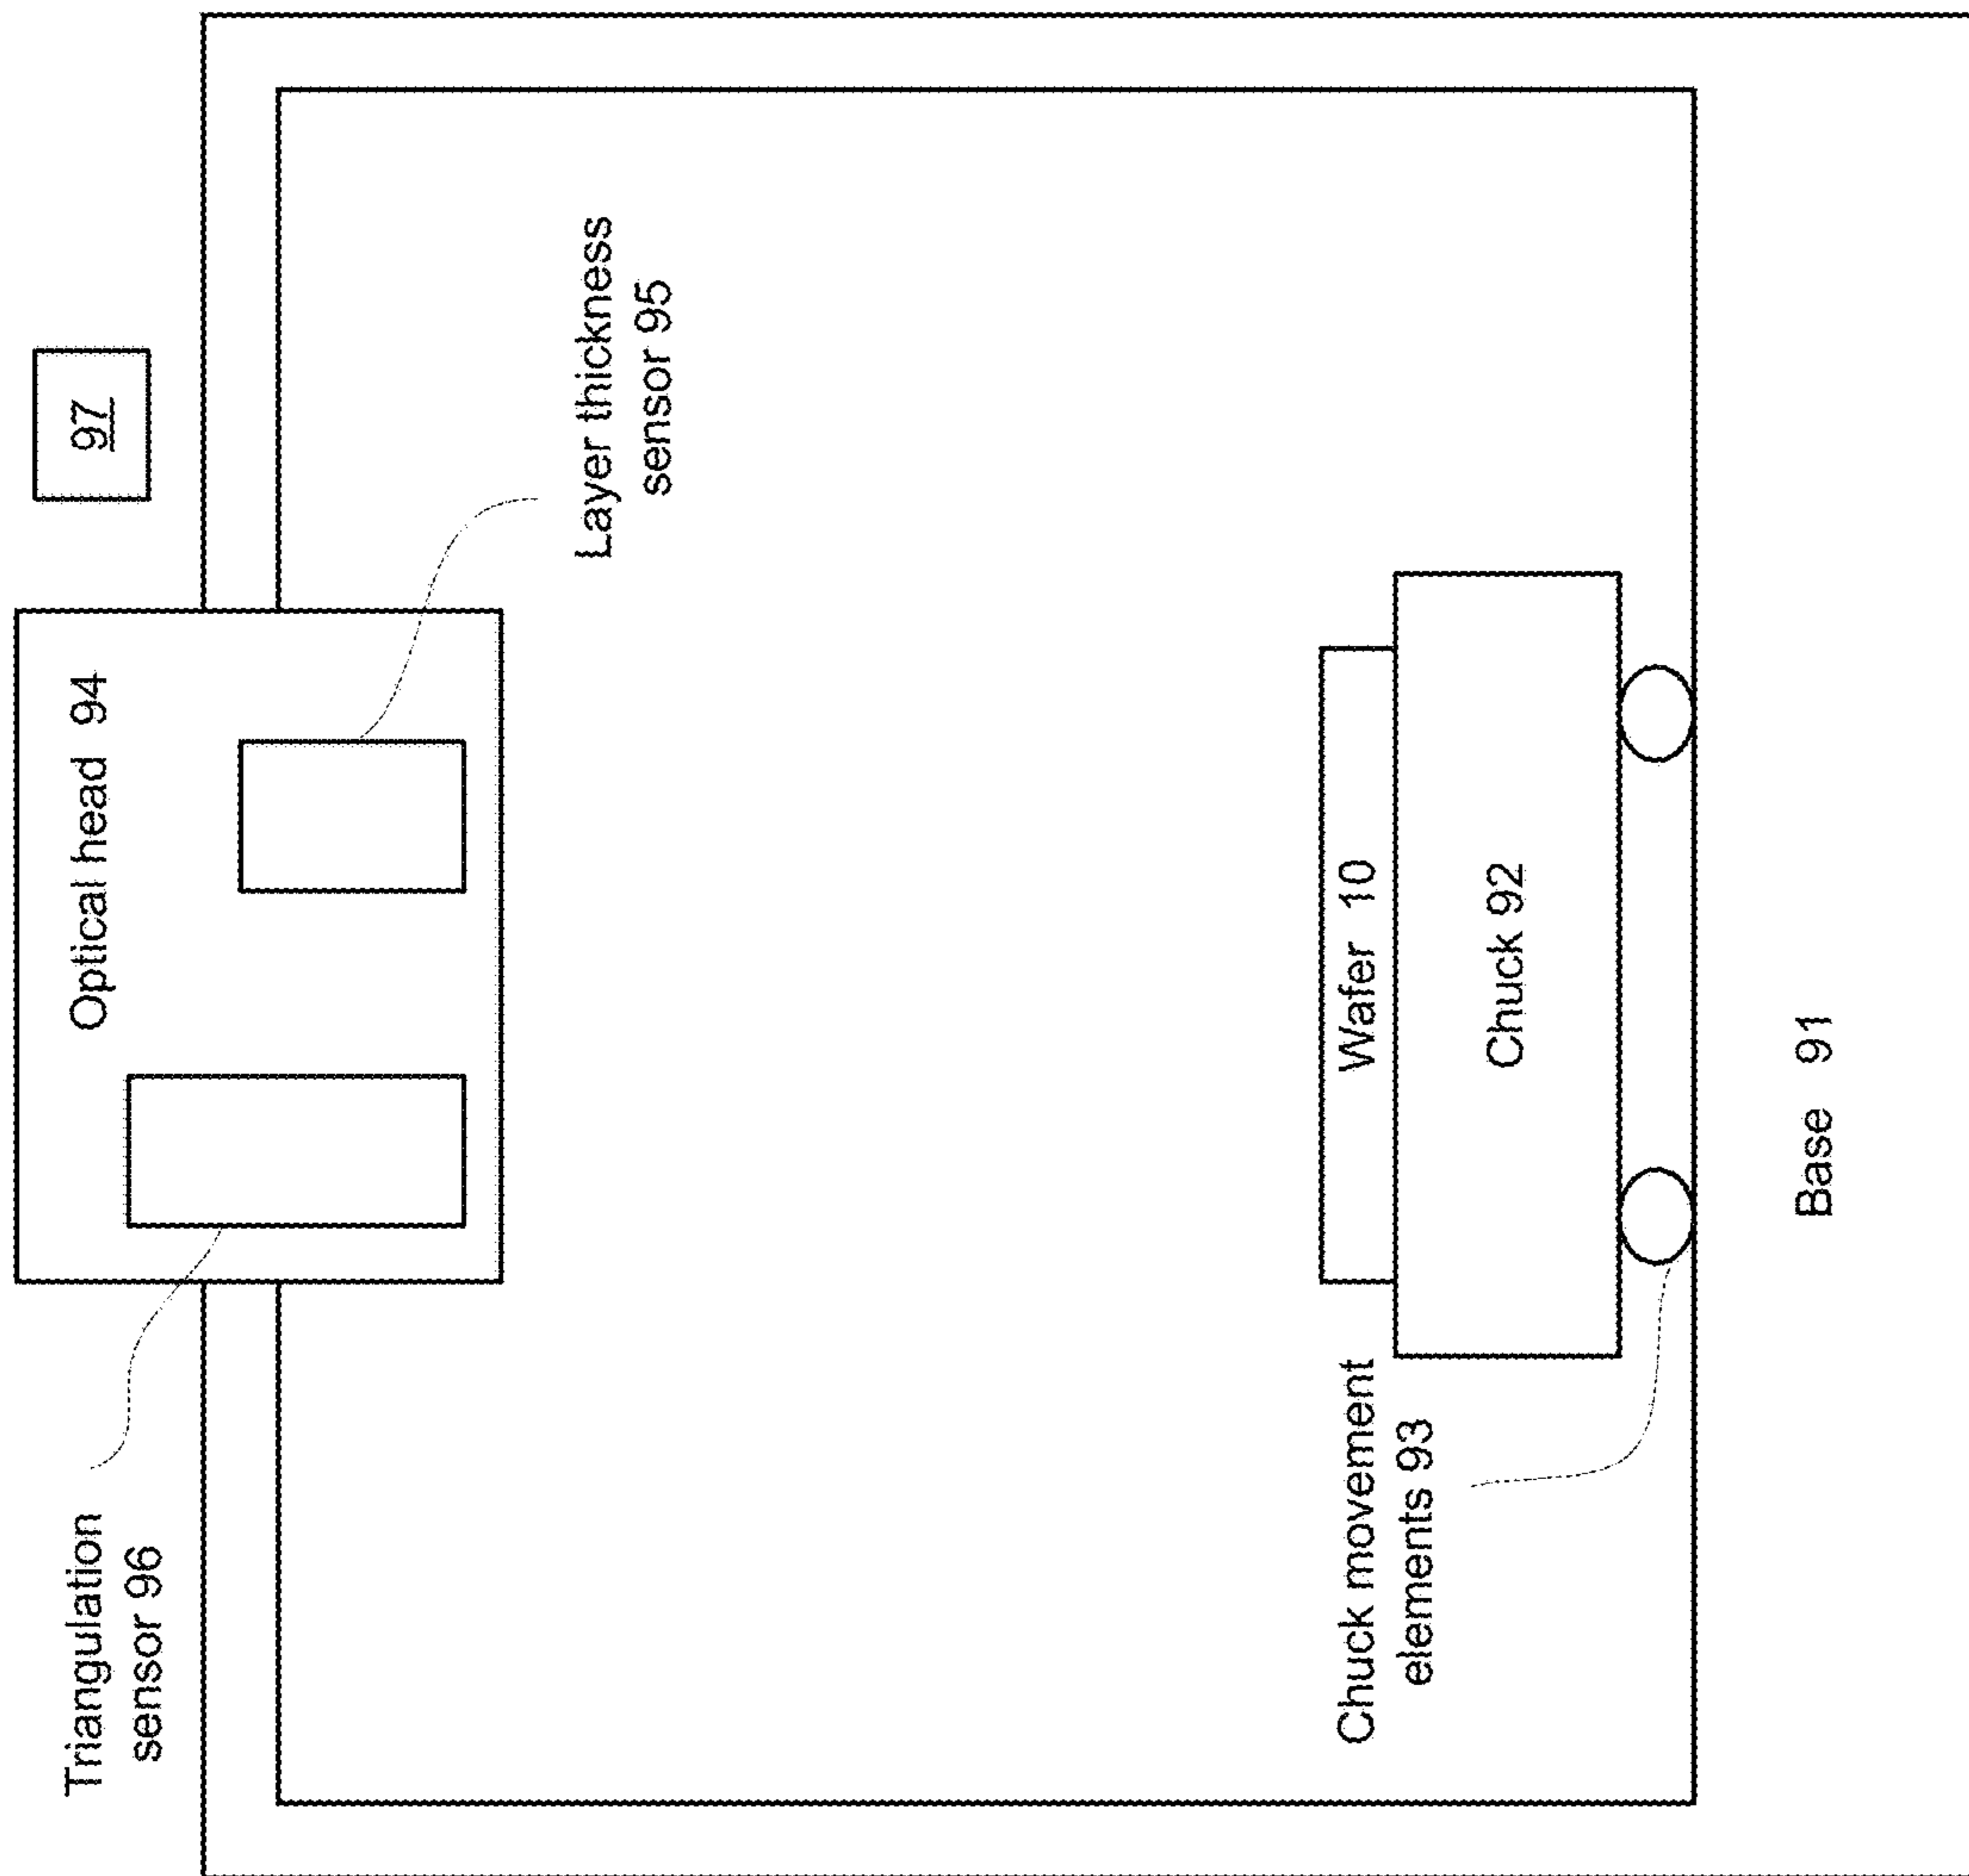 Triangulation
sensor 96
Optical head 94
97
Layer thickness
sensor 95
Chuck movement
elements 93
Wafer 10
Chuck 92
Base 91